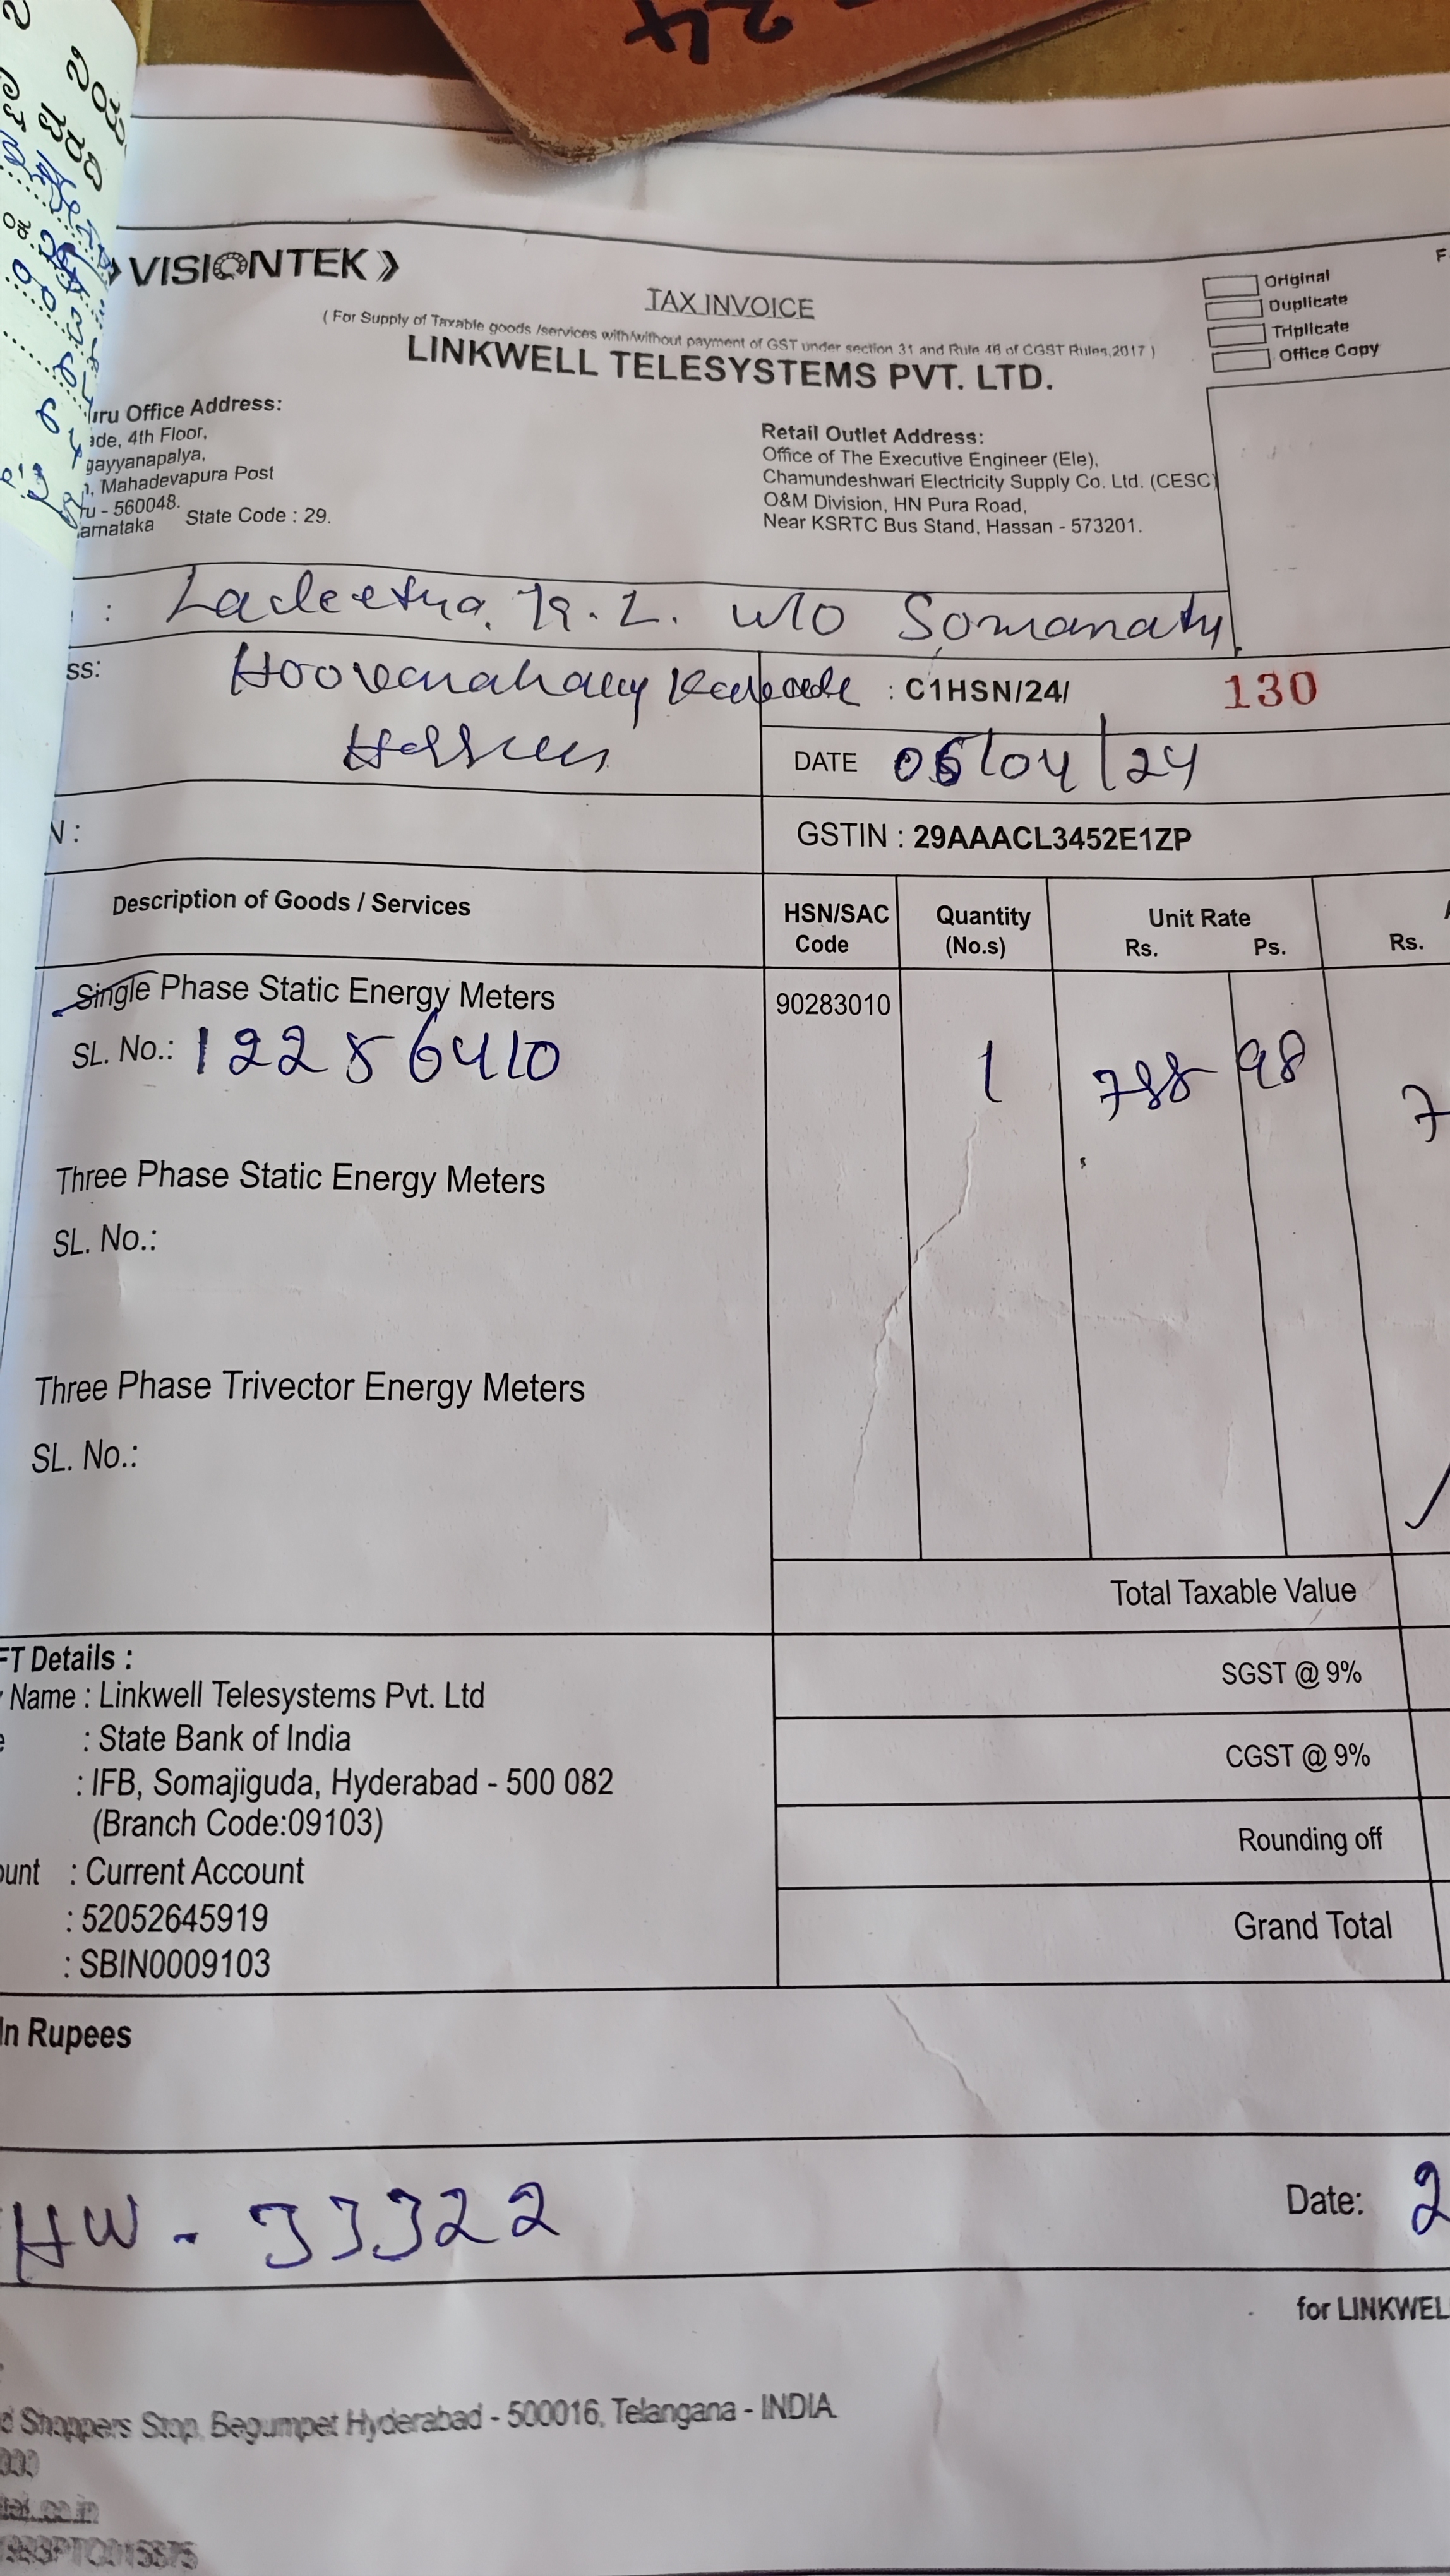 VISIONTEK
TAX INVOICE
( For Supply of Taxable goods /services with/without payment of GST under section 31 and Rule 46 of CGST Rules,2017 )
LINKWELL TELESYSTEMS PVT. LTD.
Original
Duplicate
Triplicate
Office Copy
uru Office Address:
ade, 4th Floor,
gayyanapalya,
, Mahadevapura Post
ru - 560048.
arnataka State Code : 29.
Retail Outlet Address:
Office of The Executive Engineer (Ele),
Chamundeshwari Electricity Supply Co. Ltd. (CESC)
O&M Division, HN Pura Road,
Near KSRTC Bus Stand, Hassan - 573201.
: W/O Somanath
ss:
: C1HSN/24/ 130
DATE 05/04/24
N :
GSTIN : 29AAACL3452E1ZP
Description of Goods / Services HSN/SAC Code Quantity (No.s) Unit Rate Rs. Ps. Rs.
Single Phase Static Energy Meters 90283010
SL. No.: 12256410 1 788 98 7
Three Phase Static Energy Meters
SL. No.:
Three Phase Trivector Energy Meters
SL. No.:
Total Taxable Value
FT Details :
Name : Linkwell Telesystems Pvt. Ltd
e : State Bank of India
: IFB, Somajiguda, Hyderabad - 500 082
(Branch Code:09103)
ount : Current Account
: 52052645919
: SBIN0009103
SGST @ 9%
CGST @ 9%
Rounding off
Grand Total
In Rupees
HW - 33322
Date: 2
for LINKWEL
d Shoppers Stop, Begumpet Hyderabad - 500016, Telangana - INDIA.